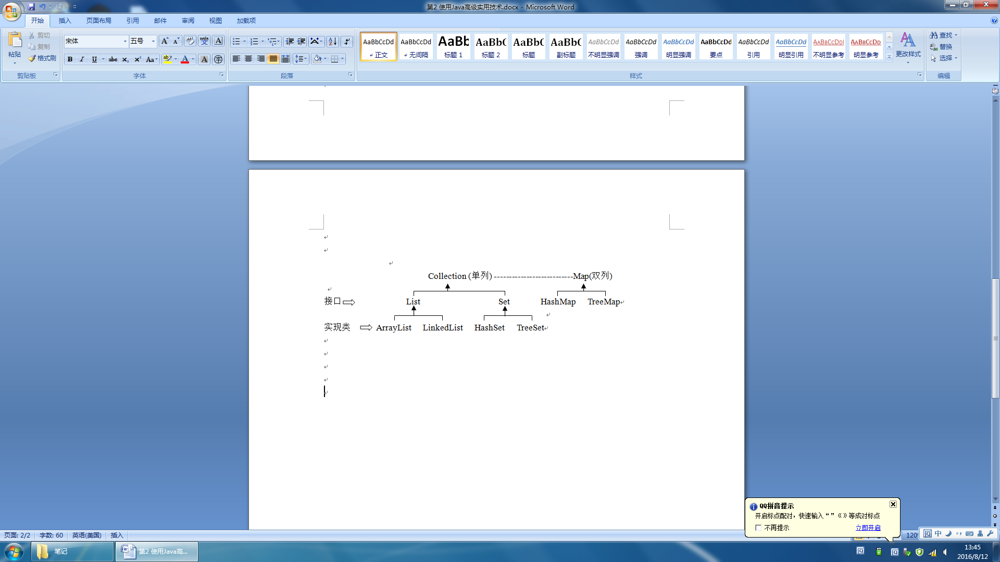 第2 使用Java高级实用技术.docx - Microsoft Word
开始 插入 页面布局 引用 邮件 审阅 视图 加载项
粘贴 剪切 复制 格式刷 剪贴板
宋体 五号 字体
段落
AaBbCcDd AaBbCcDd AaBb AaBbC AaBbC AaBbC AaBbCcDd AaBbCcDd AaBbCcDd AaBbCcDd AaBbCcDd AaBbCcDd AaBbCcDd AaBbCcDd
正文 无间隔 标题 1 标题 2 标题 副标题 不明显强调 强调 明显强调 要点 引用 明显引用 不明显参考 明显参考 更改样式
样式
查找 替换 选择 编辑
Collection (单列) --------------------------Map(双列)
接口 List Set HashMap TreeMap
实现类 ArrayList LinkedList HashSet TreeSet
QQ拼音提示
开启标点配对，快速输入“ ”《 》等成对标点
不再提示 立即开启
页面: 2/2 字数: 60 英语(美国) 插入 中
笔记 第2 使用Java高...
13:45
2016/8/12